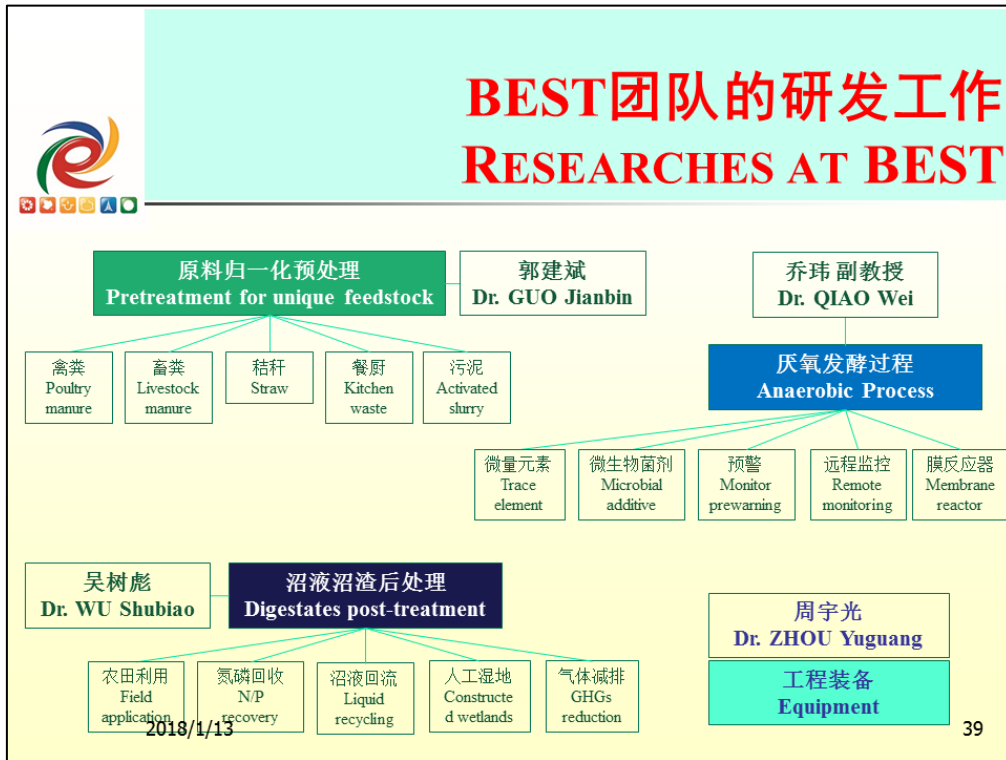 BEST团队的研发工作
RESEARCHES AT BEST
原料归一化预处理
Pretreatment for unique feedstock
郭建斌
Dr. GUO Jianbin
乔玮 副教授
Dr. QIAO Wei
禽粪
Poultry
manure
畜粪
Livestock
manure
秸秆
Straw
餐厨
Kitchen
waste
污泥
Activated
slurry
厌氧发酵过程
Anaerobic Process
微量元素
Trace
element
微生物菌剂
Microbial
additive
预警
Monitor
prewarning
远程监控
Remote
monitoring
膜反应器
Membrane
reactor
吴树彪
Dr. WU Shubiao
沼液沼渣后处理
Digestates post-treatment
农田利用
Field
application
氮磷回收
N/P
recovery
沼液回流
Liquid
recycling
人工湿地
Constructe
d wetlands
气体减排
GHGs
reduction
周宇光
Dr. ZHOU Yuguang
工程装备
Equipment
2018/1/13
39